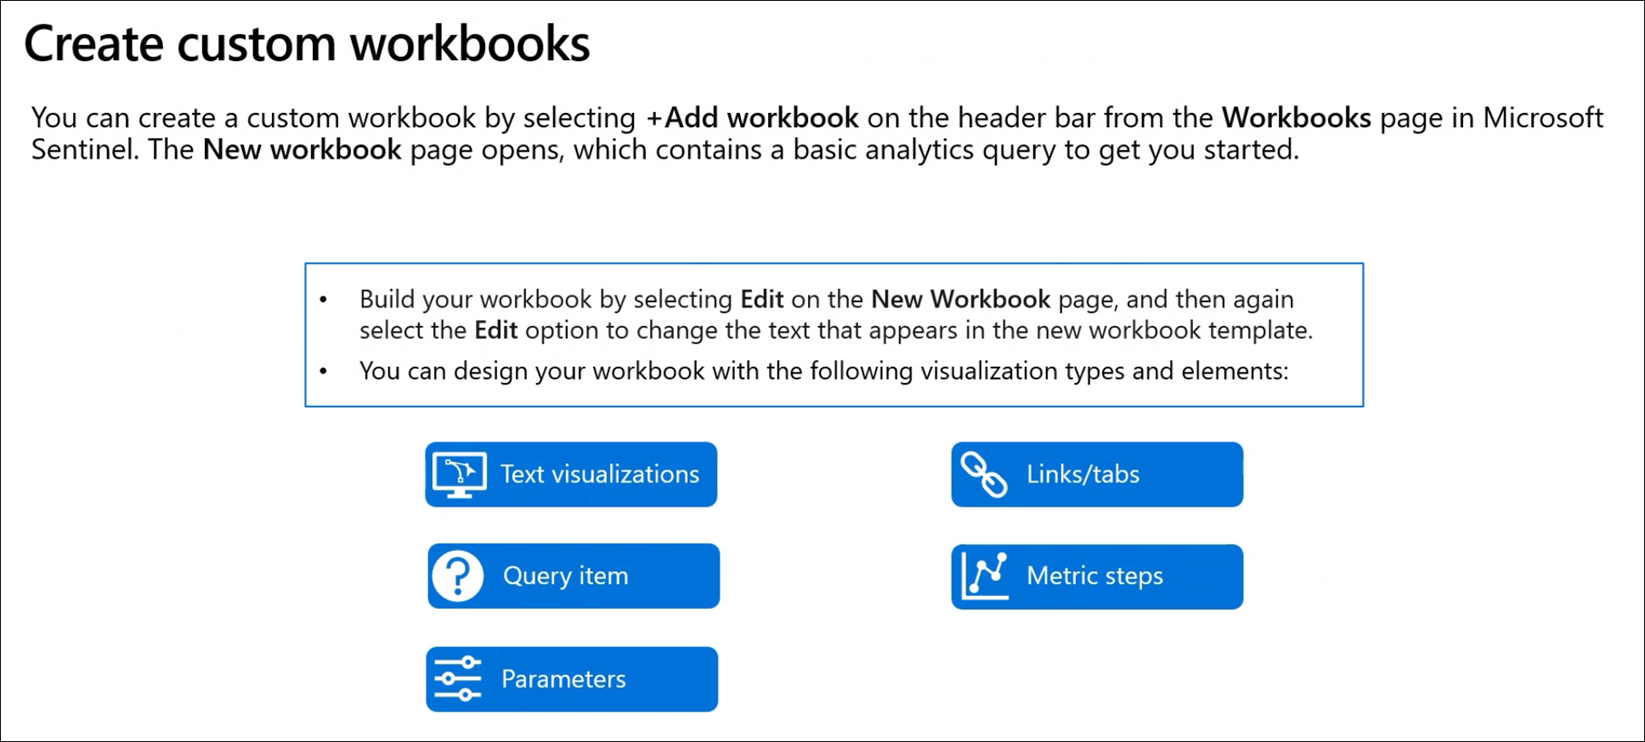 Create custom workbooks
You can create a custom workbook by selecting +Add workbook on the header bar from the Workbooks page in Microsoft
Sentinel. The New workbook page opens, which contains a basic analytics query to get you started.
• Build your workbook by selecting Edit on the New Workbook page, and then again
select the Edit option to change the text that appears in the new workbook template.
• You can design your workbook with the following visualization types and elements:
Text visualizations
Links/tabs
Query item
Metric steps
Parameters